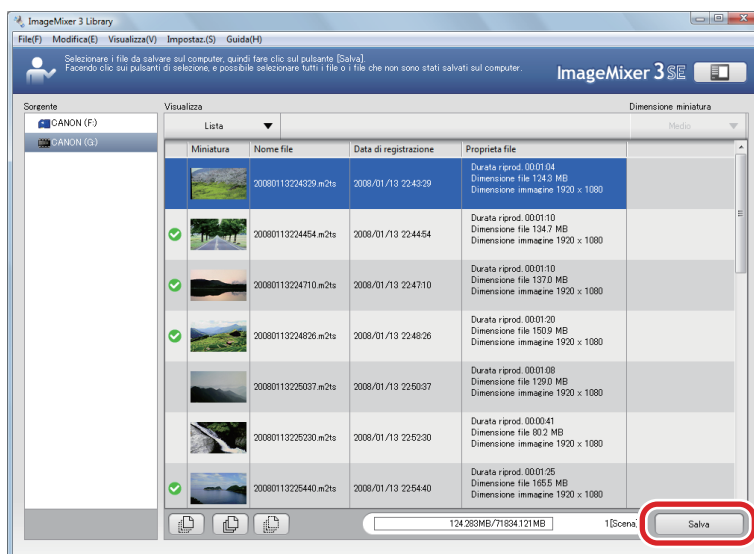 ImageMixer 3 Library
File(F) Modifica(E) Visualizza(V) Impostaz.(S) Guida(H)
Selezionare i file da salvare sul computer, quindi fare clic sul pulsante [Salva].
Facendo clic sui pulsanti di selezione, e possibile selezionare tutti i file o i file che non sono stati salvati sul computer.
ImageMixer 3 SE
Sorgente Visualizza Dimensione miniatura
CANON (F:) Lista Medio
CANON (G:)
Miniatura Nome file Data di registrazione Proprieta file
Durata riprod. 00:01:04
20080113224329.m2ts 2008/01/13 22:43:29 Dimensione file 124.3 MB
Dimensione immagine 1920 x 1080
Durata riprod. 00:01:10
20080113224454.m2ts 2008/01/13 22:44:54 Dimensione file 134.7 MB
Dimensione immagine 1920 x 1080
Durata riprod. 00:01:10
20080113224710.m2ts 2008/01/13 22:47:10 Dimensione file 137.0 MB
Dimensione immagine 1920 x 1080
Durata riprod. 00:01:20
20080113224826.m2ts 2008/01/13 22:48:26 Dimensione file 150.9 MB
Dimensione immagine 1920 x 1080
Durata riprod. 00:01:08
20080113225037.m2ts 2008/01/13 22:50:37 Dimensione file 129.0 MB
Dimensione immagine 1920 x 1080
Durata riprod. 00:00:41
20080113225230.m2ts 2008/01/13 22:52:30 Dimensione file 80.2 MB
Dimensione immagine 1920 x 1080
Durata riprod. 00:01:25
20080113225440.m2ts 2008/01/13 22:54:40 Dimensione file 165.5 MB
Dimensione immagine 1920 x 1080
124.283MB/71834.121MB 1[Scena] Salva